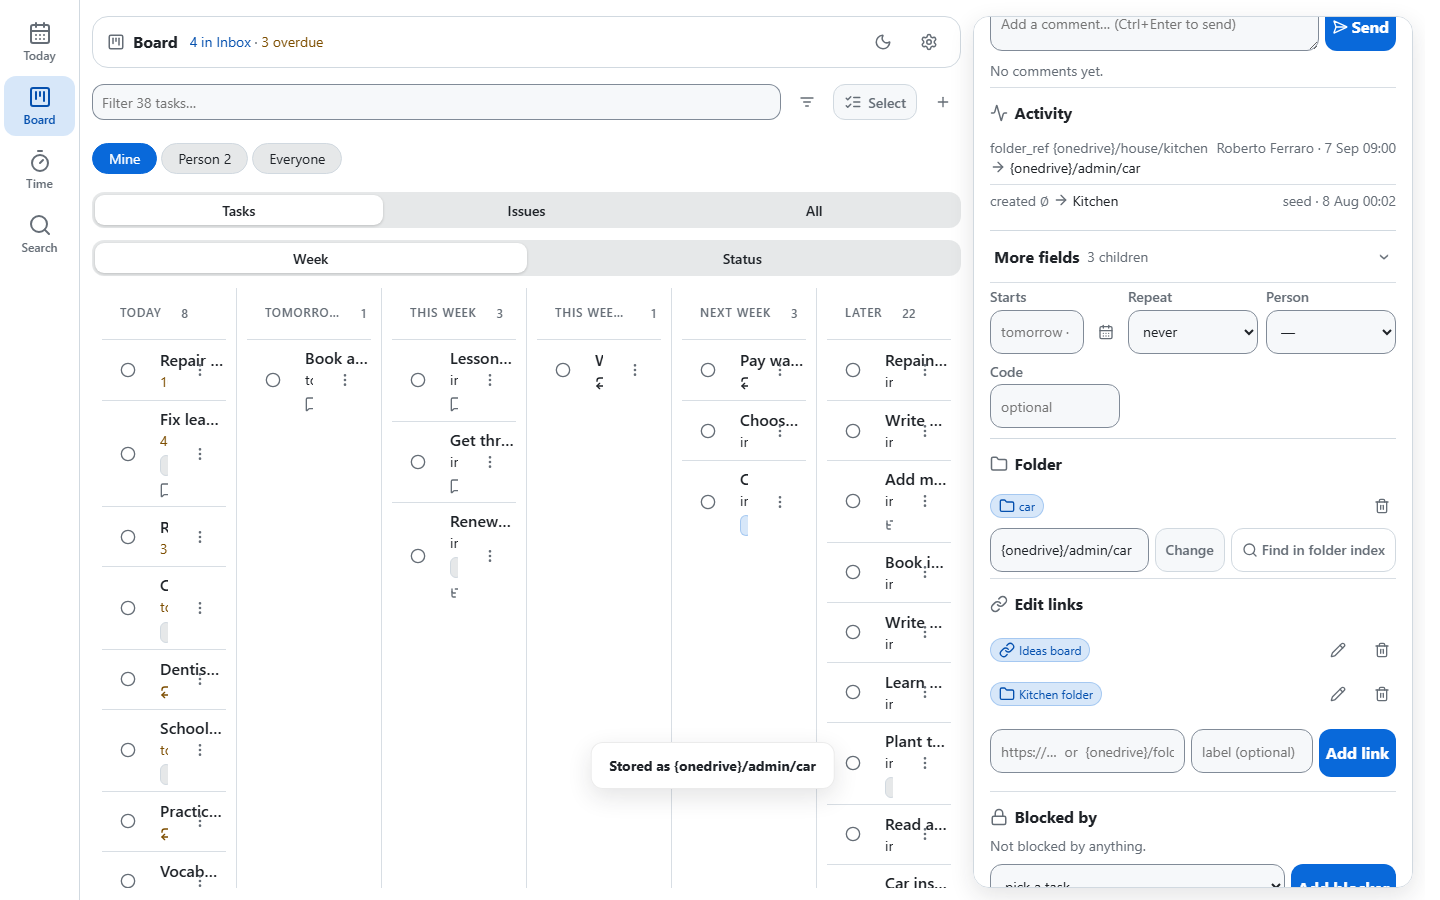 Today
Board
Time
Search
Board 4 in Inbox · 3 overdue
Filter 38 tasks...
Select
Mine
Person 2
Everyone
Tasks
Issues
All
Week
Status
TODAY 8
Repair ...
1
Fix lea...
4
R
3
C
Dentis...
School...
Practic...
Vocab...
TOMORRO... 1
Book a...
THIS WEEK 3
Lesson...
Get thr...
Renew...
THIS WEE... 1
NEXT WEEK 3
Pay wa...
Choos...
C
LATER 22
Repain...
Write ...
Add m...
Book i...
Write ...
Learn ...
Plant t...
Read a...
Car ins...
Stored as {onedrive}/admin/car
Add a comment... (Ctrl+Enter to send)
Send
No comments yet.
Activity
folder_ref {onedrive}/house/kitchen Roberto Ferraro · 7 Sep 09:00
→ {onedrive}/admin/car
created ∅ → Kitchen seed · 8 Aug 00:02
More fields 3 children
Starts Repeat Person
tomorrow · never —
Code
optional
Folder
car
{onedrive}/admin/car Change Find in folder index
Edit links
Ideas board
Kitchen folder
https://... or {onedrive}/folc label (optional) Add link
Blocked by
Not blocked by anything.
pick a task
Add blocker